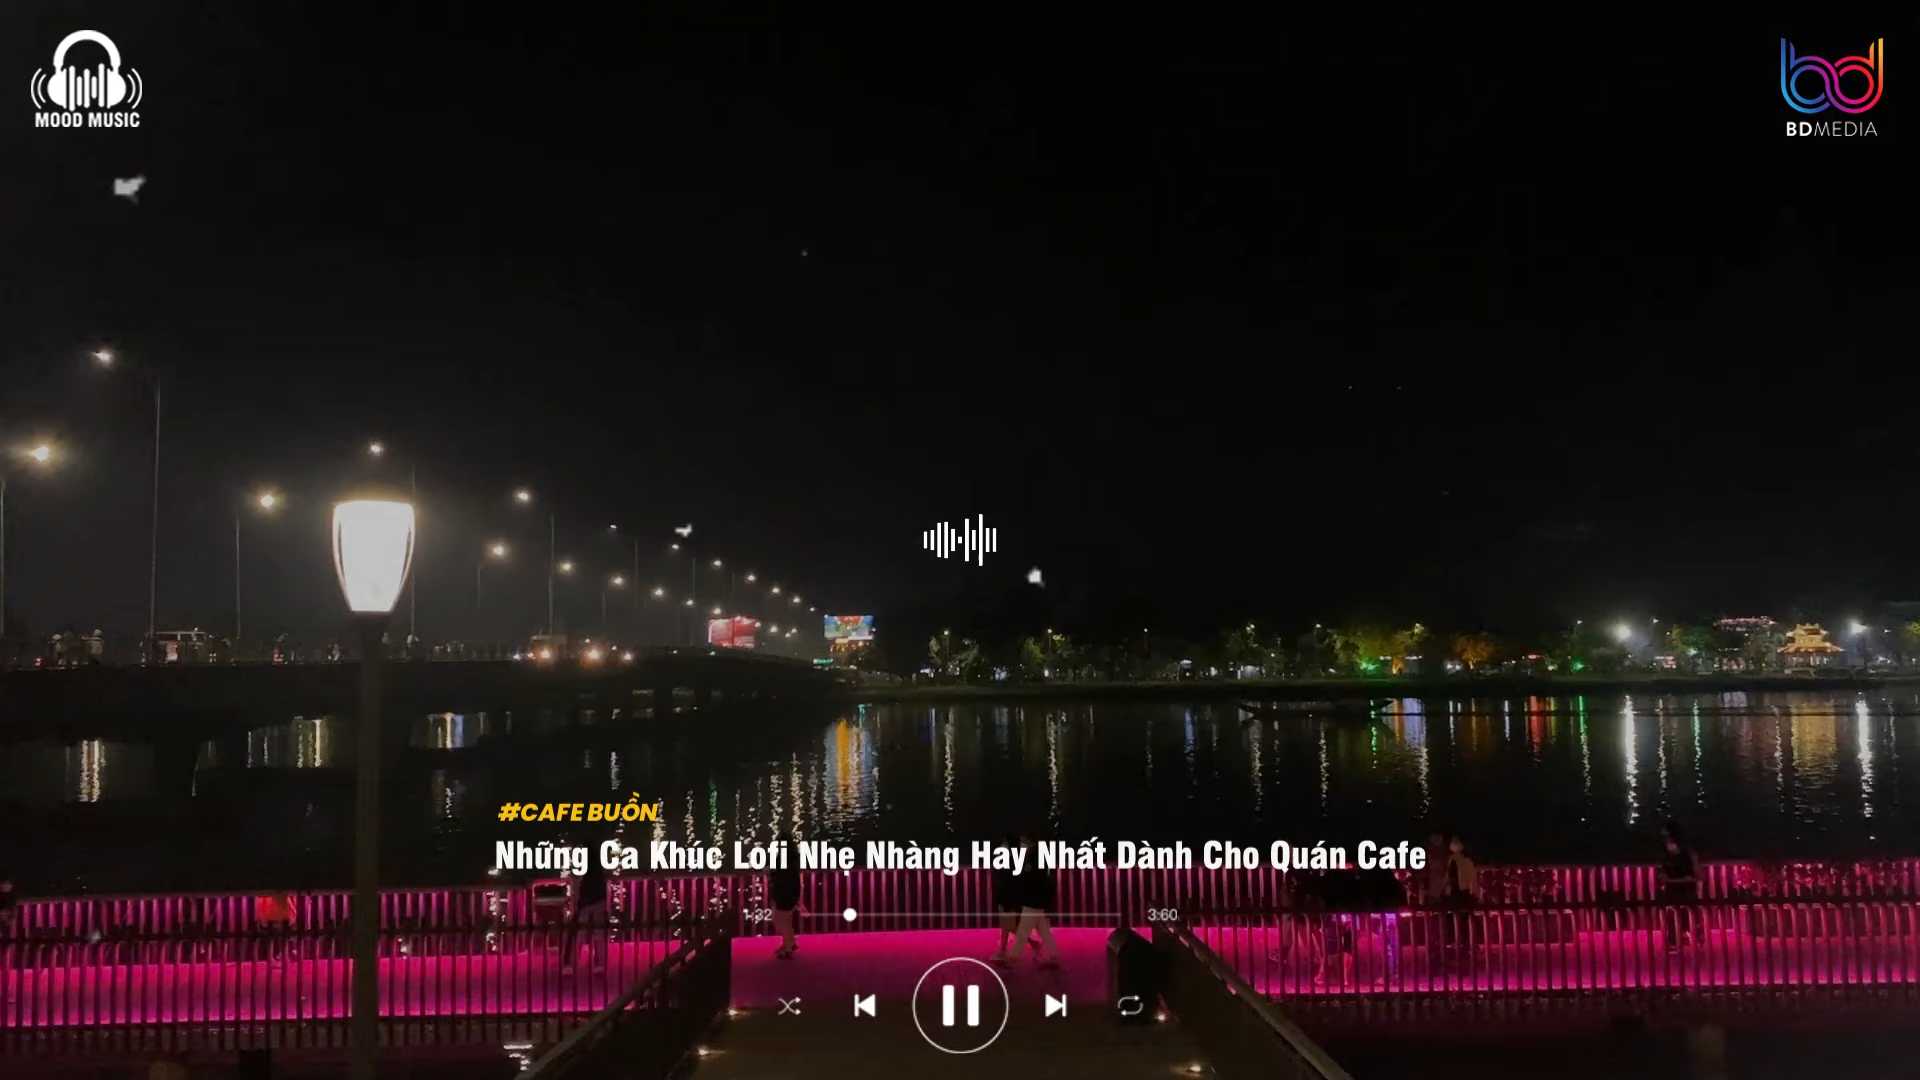 MOOD MUSIC
BDMEDIA
#CAFE BUỒN
Những Ca Khúc Lofi Nhẹ Nhàng Hay Nhất Dành Cho Quán Cafe
1:32
3:60